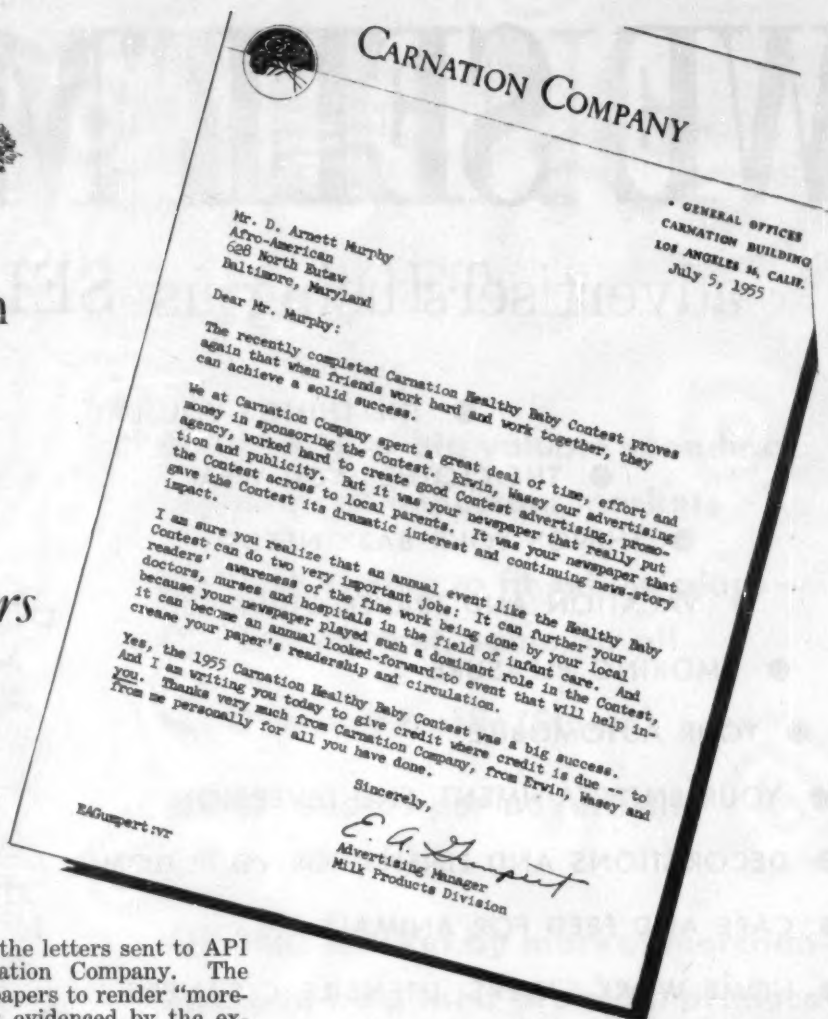 CARNATION COMPANY
GENERAL OFFICES
CARNATION BUILDING
LOS ANGELES 36, CALIF.
July 5, 1955
Mr. D. Arnett Murphy
Afro-American
628 North Eutaw
Baltimore, Maryland
Dear Mr. Murphy:
The recently completed Carnation Healthy Baby Contest proves
again that when friends work hard and work together, they
can achieve a solid success.
We at Carnation Company spent a great deal of time, effort and
money in sponsoring the Contest. Erwin, Wasey our advertising
agency, worked hard to create good Contest advertising, promo-
tion and publicity. But it was your newspaper that really put
the Contest across to local parents. It was your newspaper that
gave the Contest its dramatic interest and continuing news-story
impact.
I am sure you realize that an annual event like the Healthy Baby
Contest can do two very important jobs. It can further your
readers' awareness of the fine work being done by your local
doctors, nurses and hospitals in the field of infant care. And
because your newspaper played such a dominant role in the Contest,
it can become an annual looked-forward-to event that will help in-
crease your paper's readership and circulation.
Yes, the 1955 Carnation Healthy Baby Contest was a big success.
And I am writing you today to give credit where credit is due - to
you. Thanks very much from Carnation Company, from Erwin, Wasey and
from me personally for all you have done.
Sincerely,
E. A. Gumpert
Advertising Manager
Milk Products Division
EAGumpert:vr
rs
the letters sent to API
ation Company. The
papers to render "more-
evidenced by the ex-